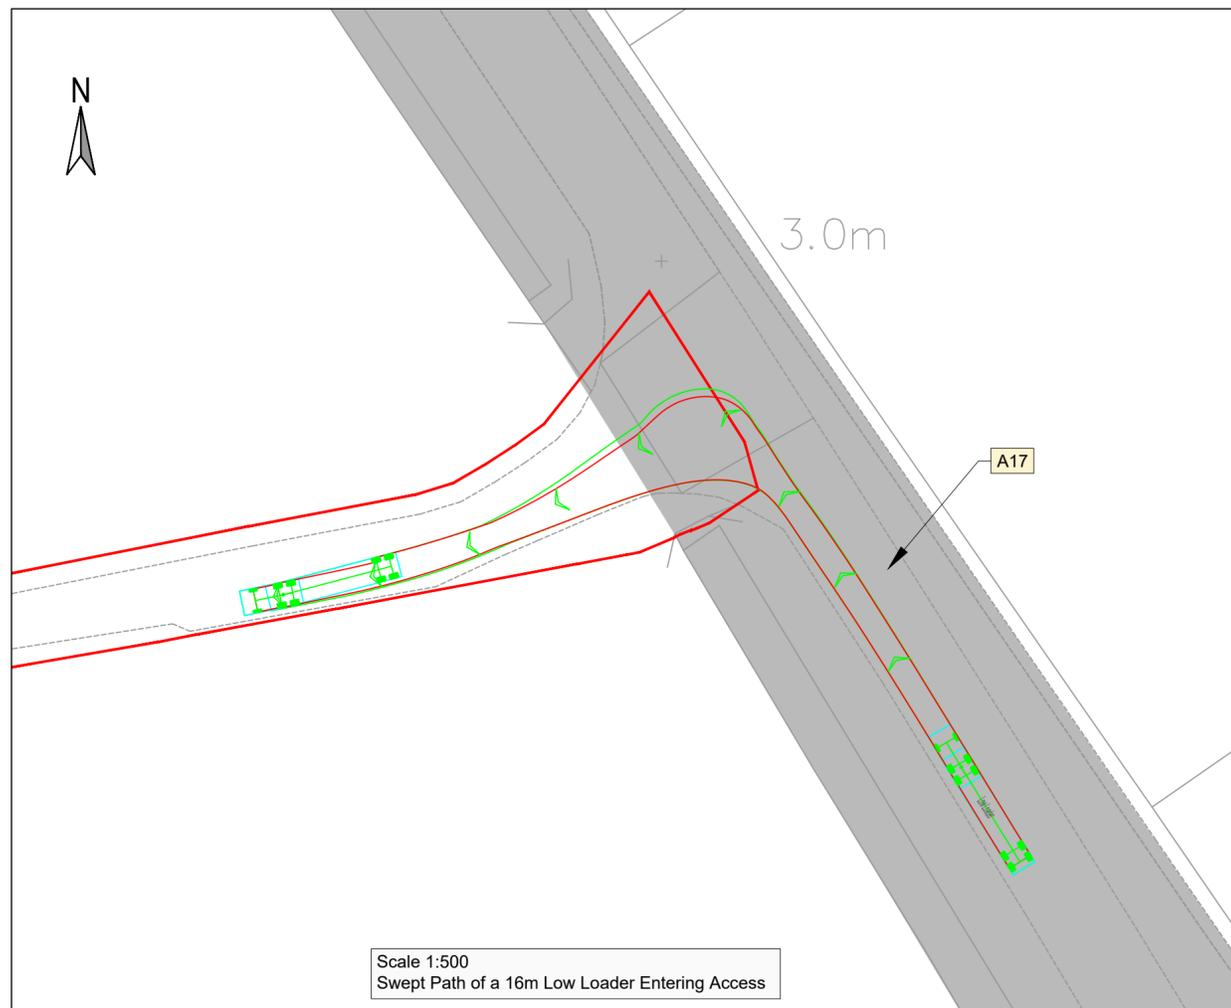 N
3.0m
A17
Scale 1:500
Swept Path of a 16m Low Loader Entering Access